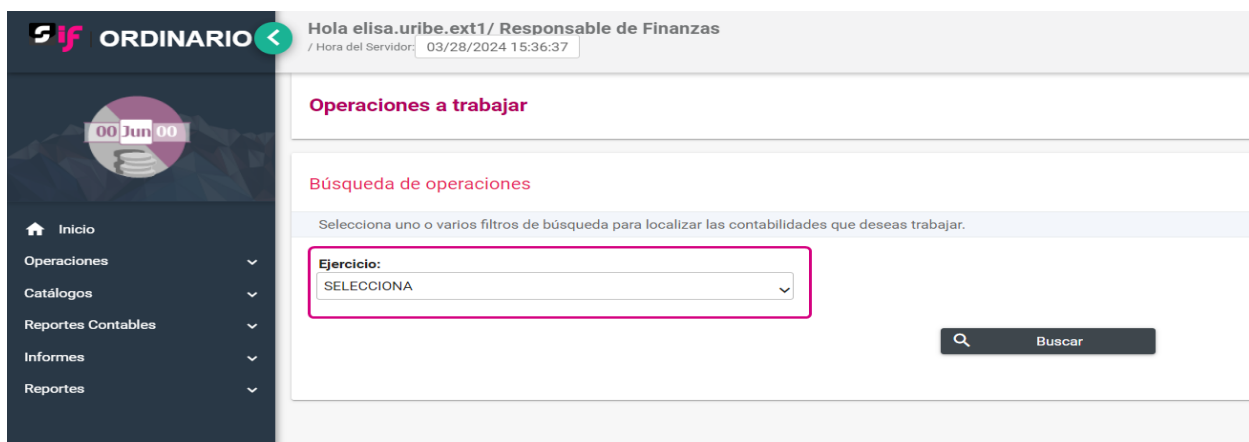 sif ORDINARIO
Hola elisa.uribe.ext1/ Responsable de Finanzas
/ Hora del Servidor: 03/28/2024 15:36:37
00 Jun 00
Inicio
Operaciones
Catálogos
Reportes Contables
Informes
Reportes
Operaciones a trabajar
Búsqueda de operaciones
Selecciona uno o varios filtros de búsqueda para localizar las contabilidades que deseas trabajar.
Ejercicio:
SELECCIONA
Buscar